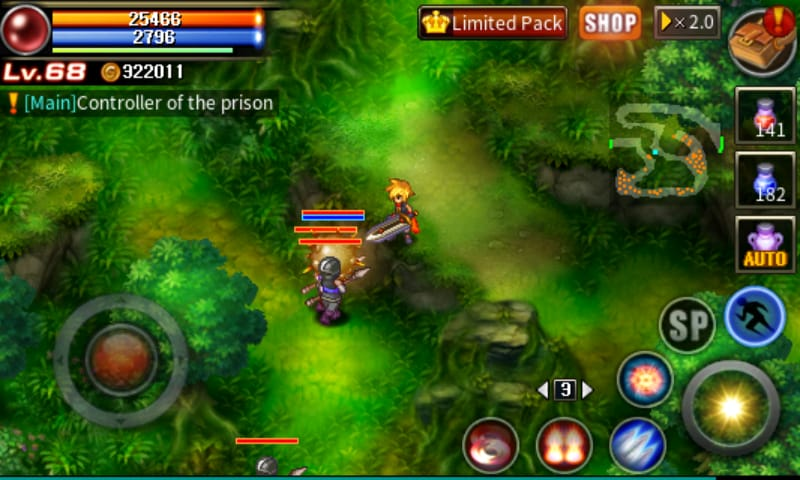 25466
2796
Lv.68
322011
! [Main]Controller of the prison
Limited Pack
SHOP
× 2.0
!
141
182
AUTO
SP
3